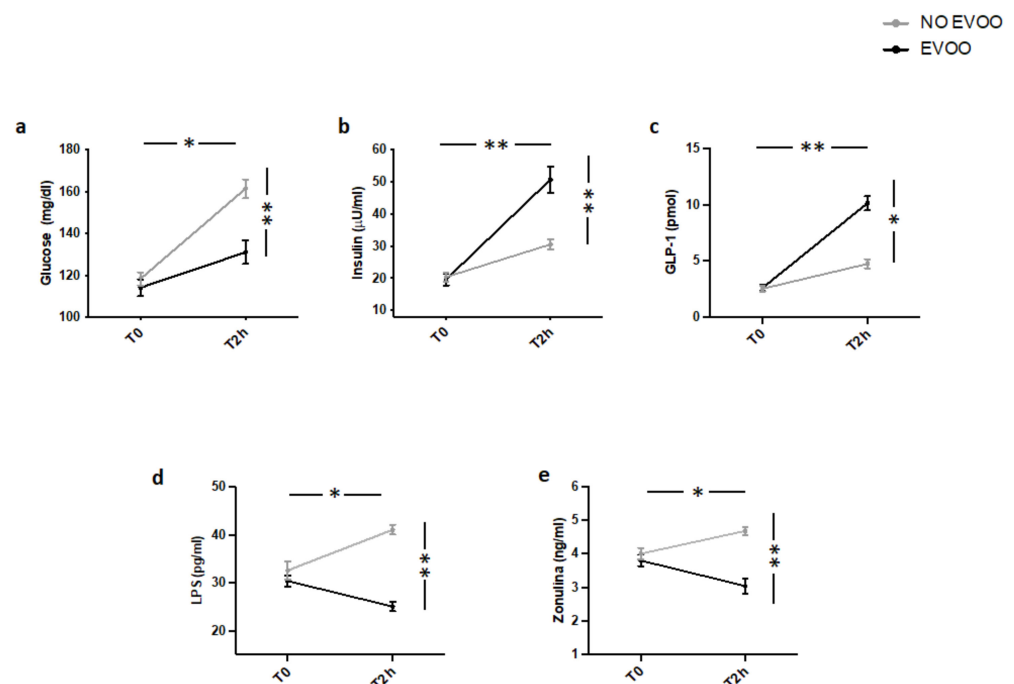 NO EVOO
EVOO
a
b
c
*
**
**
180
160
140
120
100
Glucose (mg/dl)
**
T0
T2h
60
50
40
30
20
10
Insulin (µU/ml)
**
T0
T2h
15
10
5
0
GLP-1 (pmol)
*
T0
T2h
d
e
*
*
50
40
30
20
LPS (pg/ml)
**
T0
T2h
6
5
4
3
2
1
Zonulina (ng/ml)
**
T0
T2h